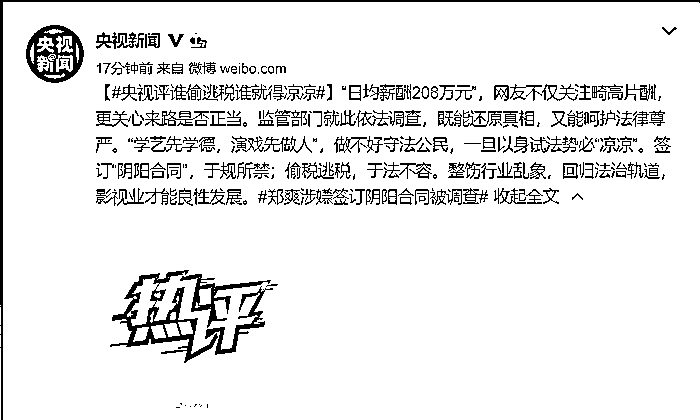 央视
新闻
央视新闻
17分钟前 来自 微博 weibo.com
【#央视评谁偷逃税谁就得凉凉#】“日均薪酬208万元”，网友不仅关注畸高片酬，
更关心来路是否正当。监管部门就此依法调查，既能还原真相，又能呵护法律尊
严。“学艺先学德，演戏先做人”，做不好守法公民，一旦以身试法势必“凉凉”。签
订“阴阳合同”，于规所禁；偷税逃税，于法不容。整饬行业乱象，回归法治轨道，
影视业才能良性发展。#郑爽涉嫌签订阴阳合同被调查# 收起全文
热评